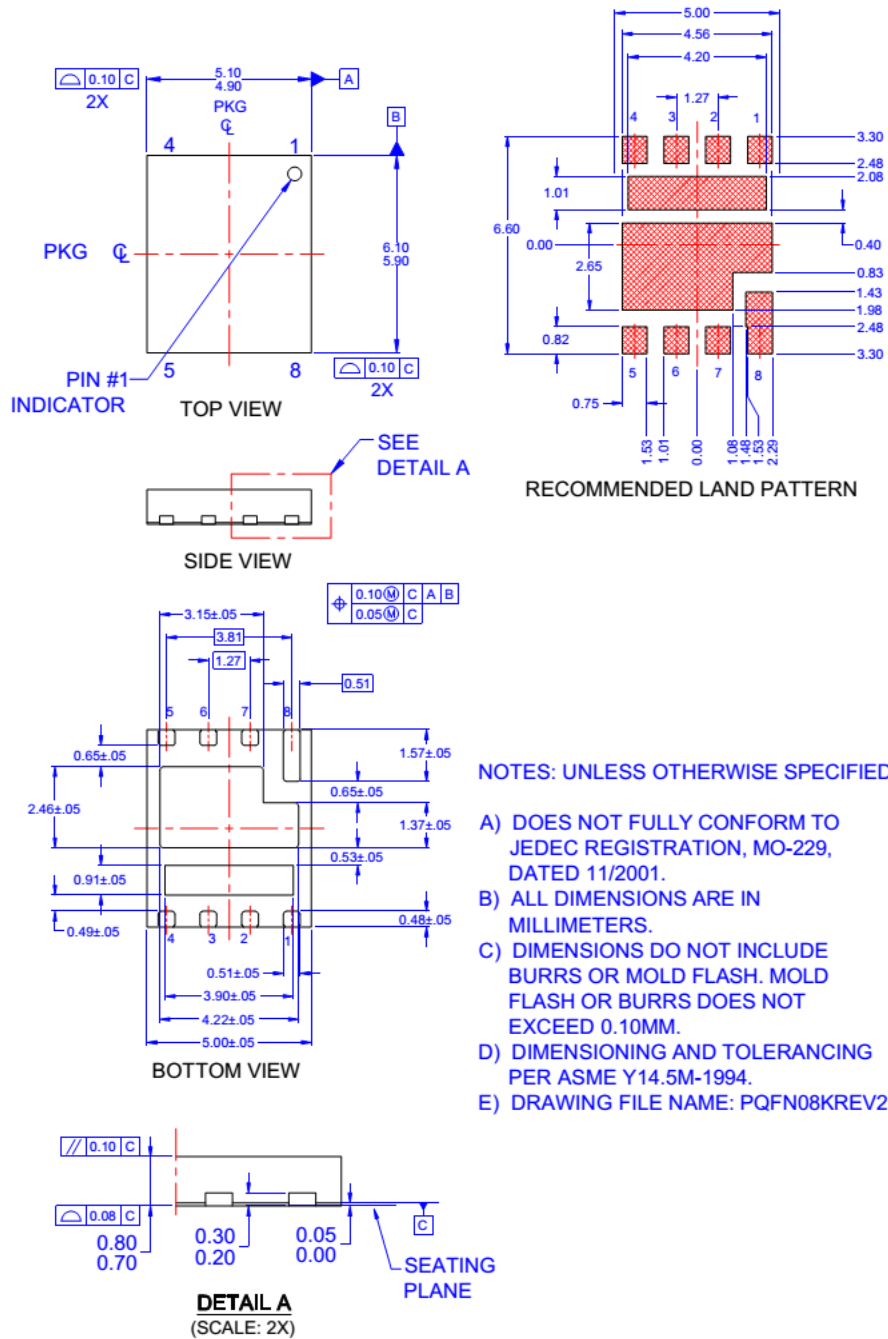 0.10 C
2X
5.10
4.90
A
PKG
℄
B
4 1
PKG ℄
6.10
5.90
5 8
0.10 C
2X
PIN #1
INDICATOR
TOP VIEW
5.00
4.56
4.20
1.27
4 3 2 1
3.30
2.48
2.08
1.01
6.60
0.00
2.65
0.40
0.83
1.43
1.98
2.48
0.82
3.30
5 6 7 8
0.75
1.53
1.01
0.00
1.08
1.48
1.53
2.29
RECOMMENDED LAND PATTERN
SEE
DETAIL A
SIDE VIEW
0.10Ⓜ C A B
0.05Ⓜ C
3.15±.05
3.81
1.27
0.51
5 6 7 8
0.65±.05
1.57±.05
0.65±.05
2.46±.05
1.37±.05
0.53±.05
0.91±.05
0.49±.05
0.48±.05
4 3 2 1
0.51±.05
3.90±.05
4.22±.05
5.00±.05
BOTTOM VIEW
NOTES: UNLESS OTHERWISE SPECIFIED
A) DOES NOT FULLY CONFORM TO
JEDEC REGISTRATION, MO-229,
DATED 11/2001.
B) ALL DIMENSIONS ARE IN
MILLIMETERS.
C) DIMENSIONS DO NOT INCLUDE
BURRS OR MOLD FLASH. MOLD
FLASH OR BURRS DOES NOT
EXCEED 0.10MM.
D) DIMENSIONING AND TOLERANCING
PER ASME Y14.5M-1994.
E) DRAWING FILE NAME: PQFN08KREV2
// 0.10 C
0.08 C
0.80
0.70
0.30
0.20
0.05
0.00
C
SEATING
PLANE
DETAIL A
(SCALE: 2X)